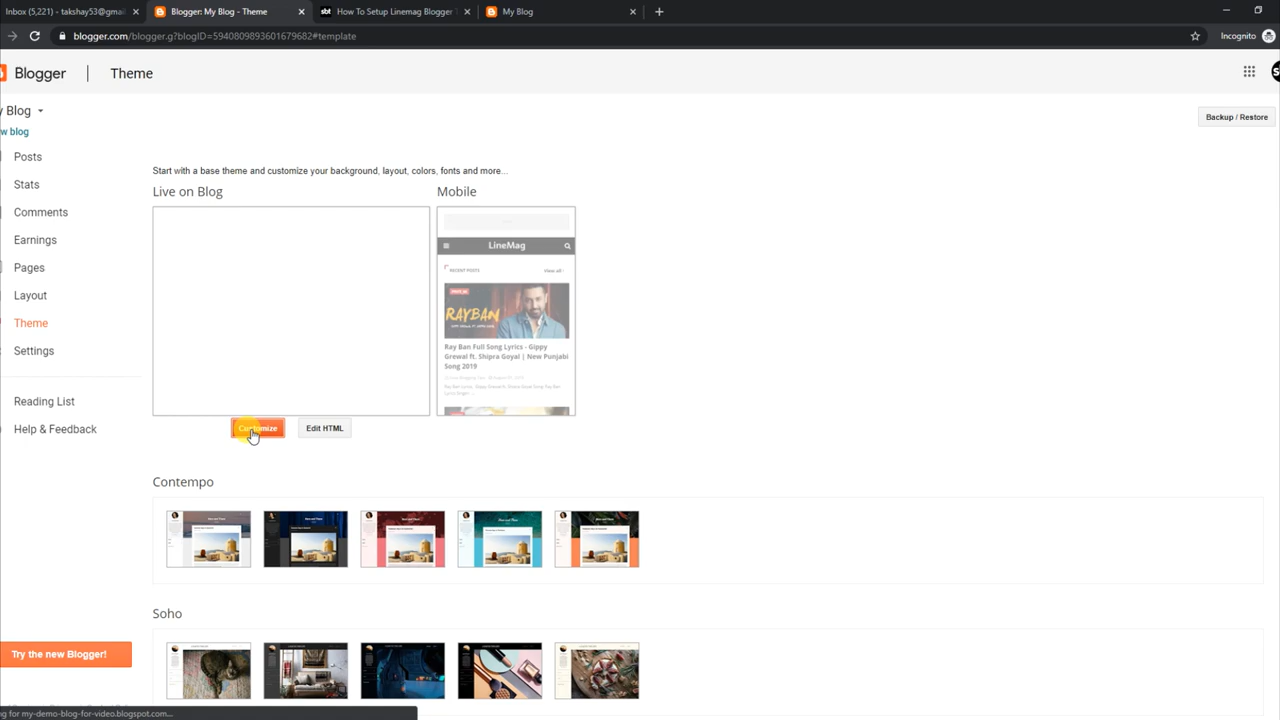 Inbox (5,221) - takshay53@gmai
Blogger: My Blog - Theme
How To Setup Linemag Blogger T
My Blog
blogger.com/blogger.g?blogID=5940809893601679682#template
Incognito
Blogger
Theme
y Blog
w blog
Backup / Restore
Posts
Stats
Comments
Earnings
Pages
Layout
Theme
Settings
Reading List
Help & Feedback
Try the new Blogger!
Start with a base theme and customize your background, layout, colors, fonts and more...
Live on Blog
Mobile
LineMag
RECENT POSTS
View all
RAYBAN
Ray Ban Full Song Lyrics - Gippy
Grewal ft. Shipra Goyal | New Punjabi
Song 2019
Customize
Edit HTML
Contempo
Soho
ng for my-demo-blog-for-video.blogspot.com...